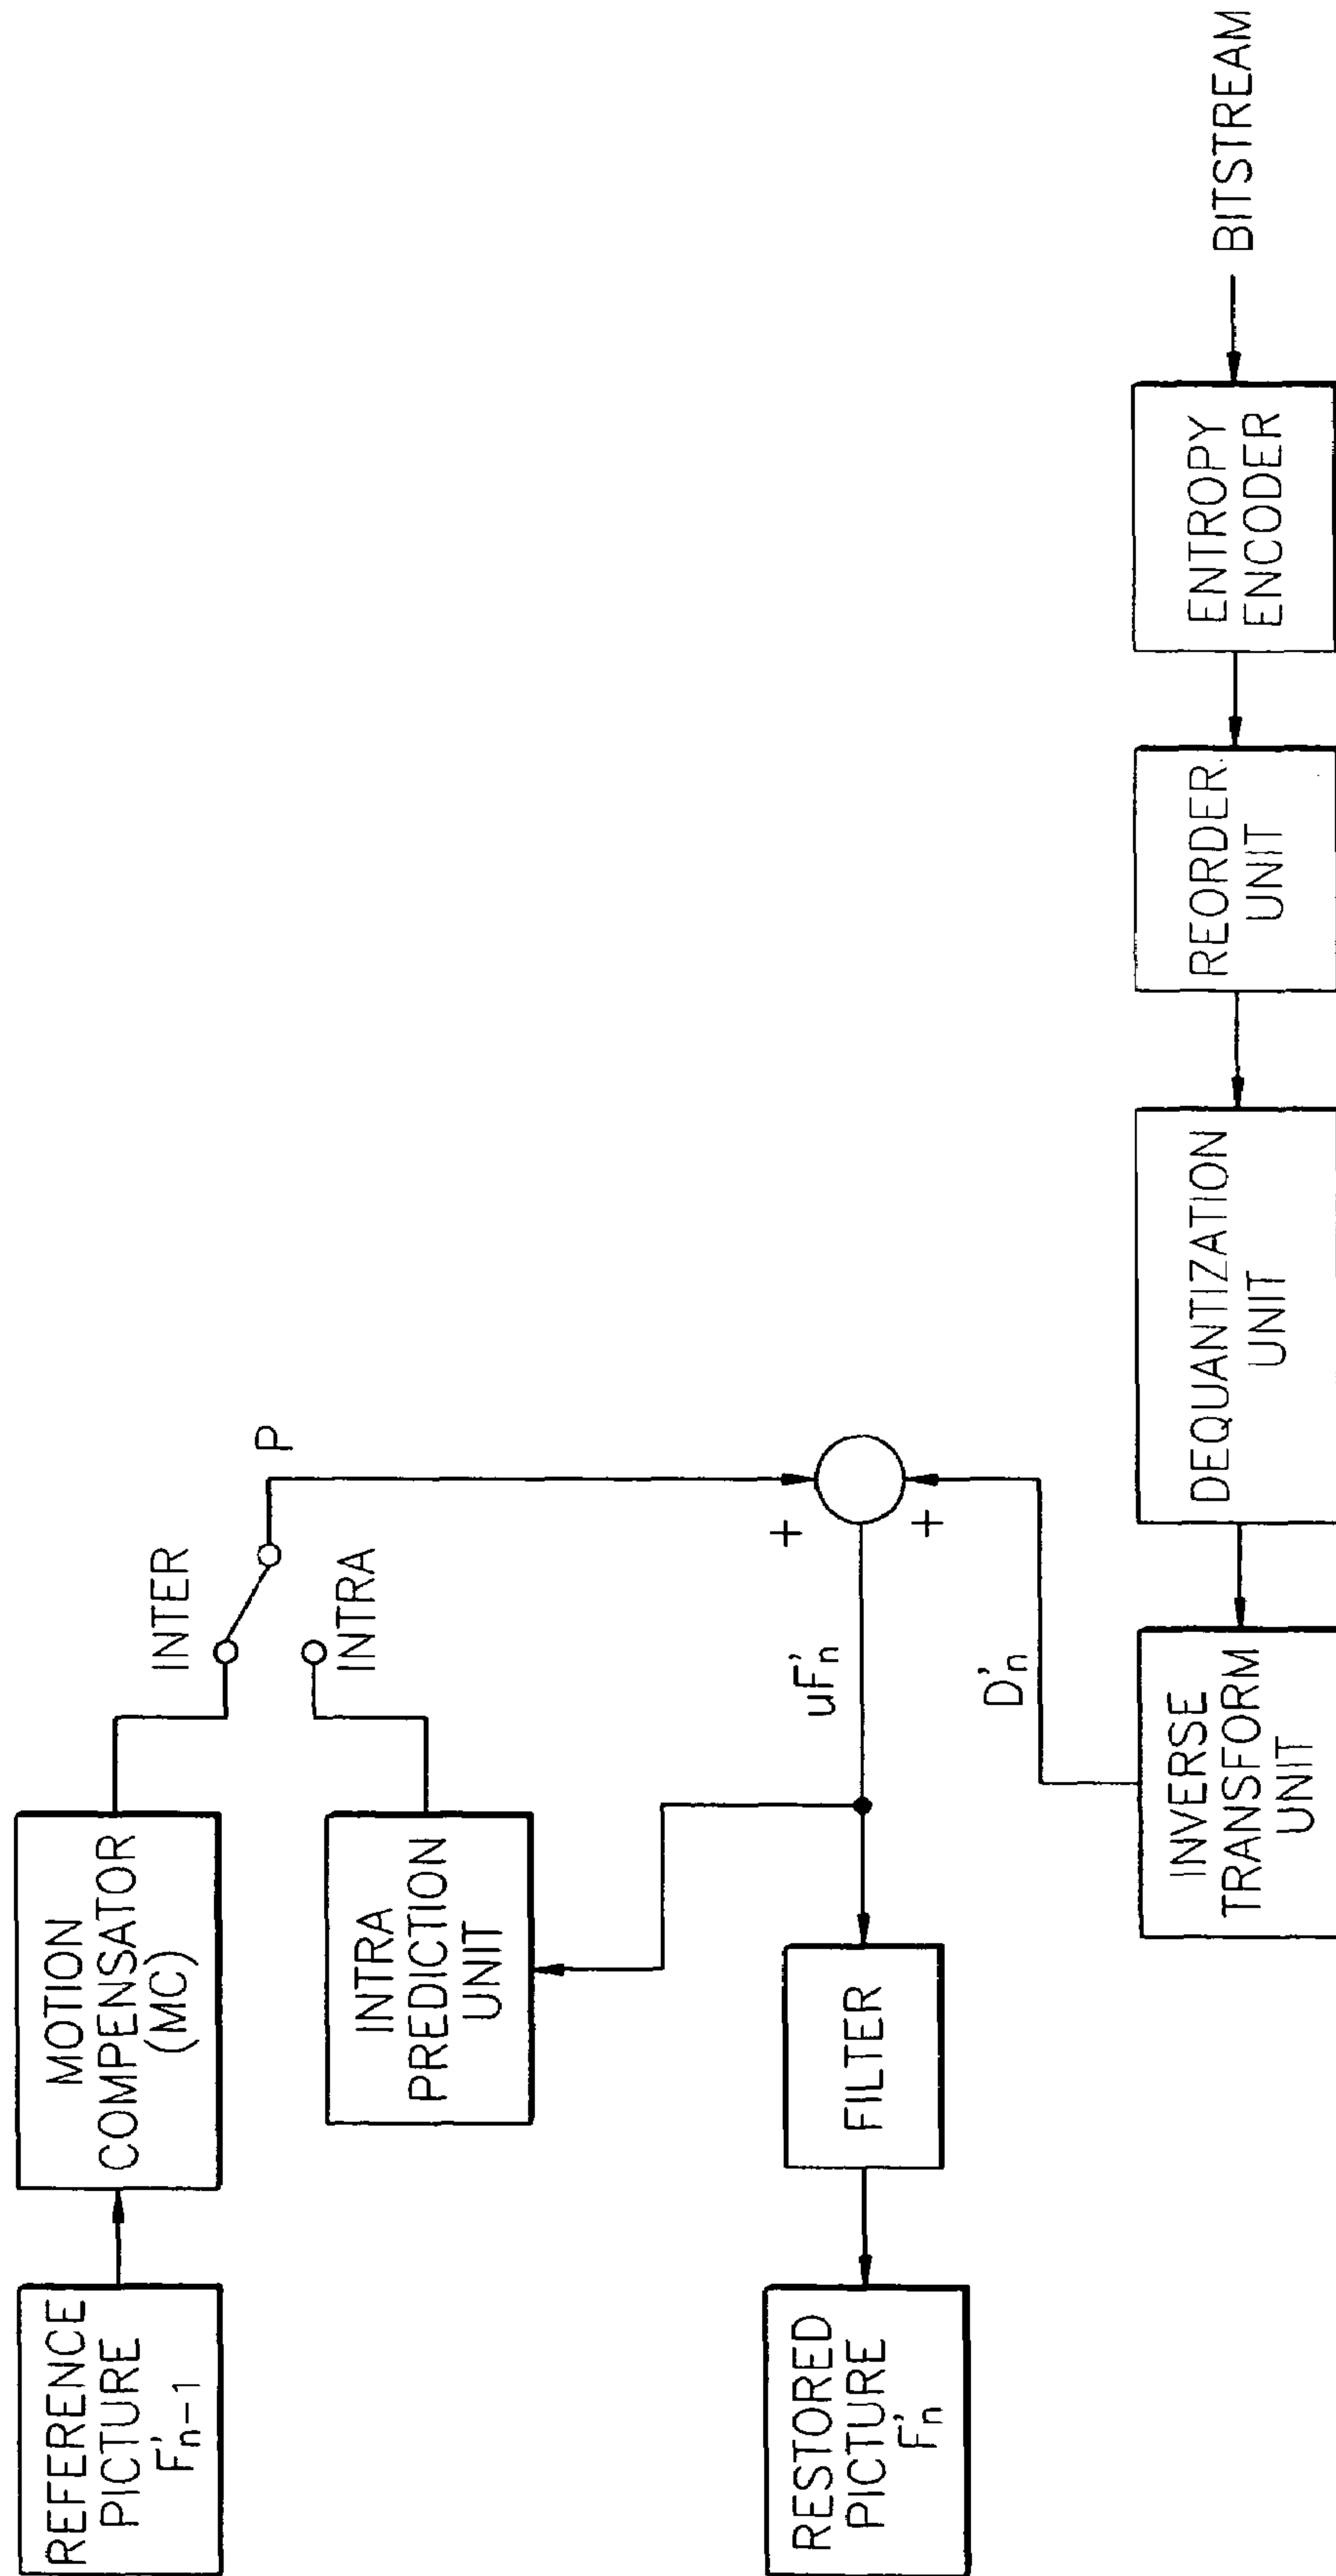 REFERENCE
PICTURE
F'n-1
MOTION
COMPENSATOR
(MC)
INTER
P
INTRA
PREDICTION
UNIT
INTRA
RESTORED
PICTURE
F'n
FILTER
uF'n
+
+
D'n
INVERSE
TRANSFORM
UNIT
DEQUANTIZATION
UNIT
REORDER
UNIT
ENTROPY
ENCODER
BITSTREAM